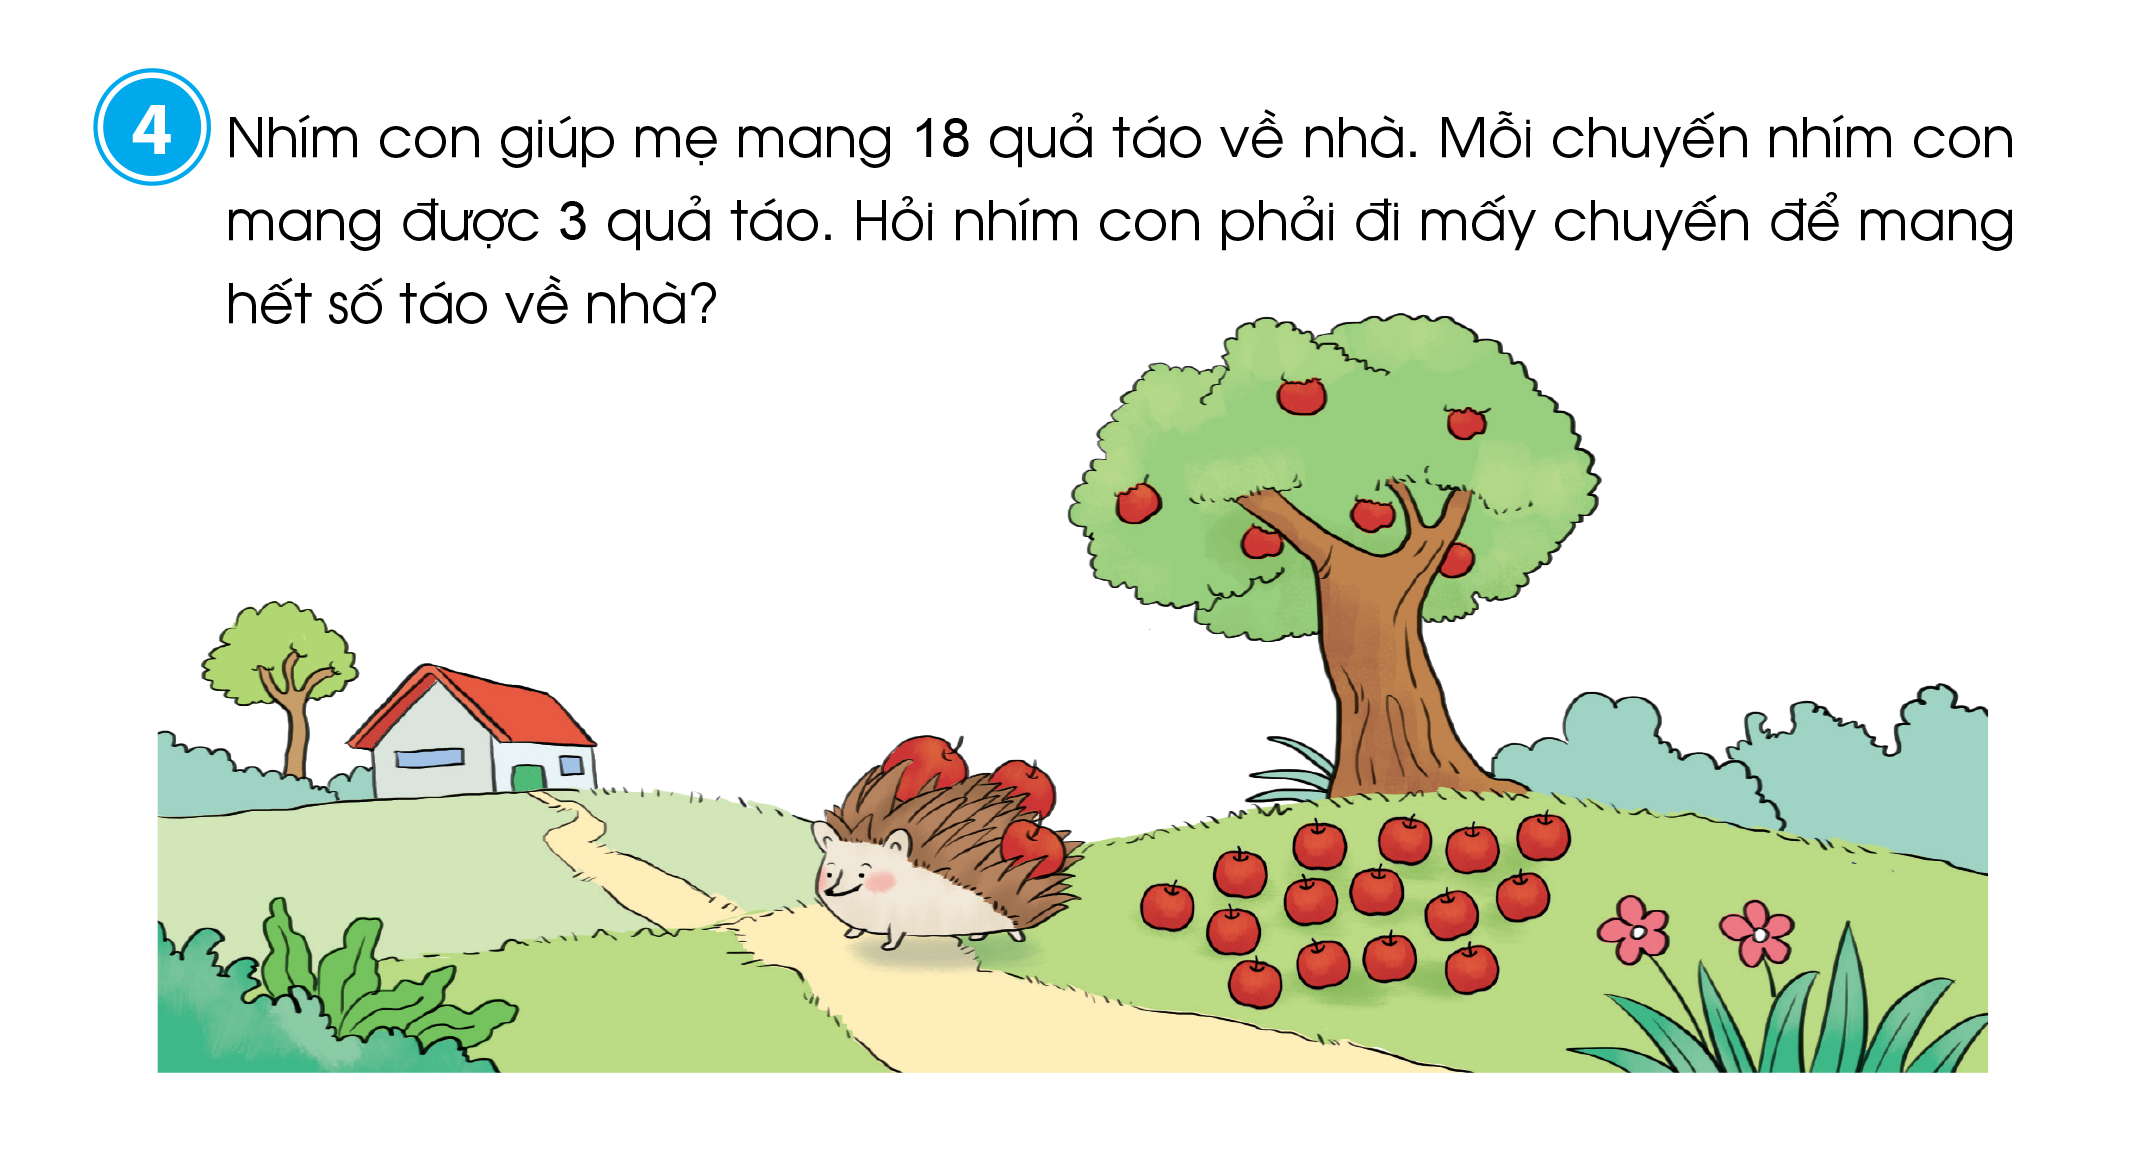 4 Nhím con giúp mẹ mang 18 quả táo về nhà. Mỗi chuyến nhím con
mang được 3 quả táo. Hỏi nhím con phải đi mấy chuyến để mang
hết số táo về nhà?